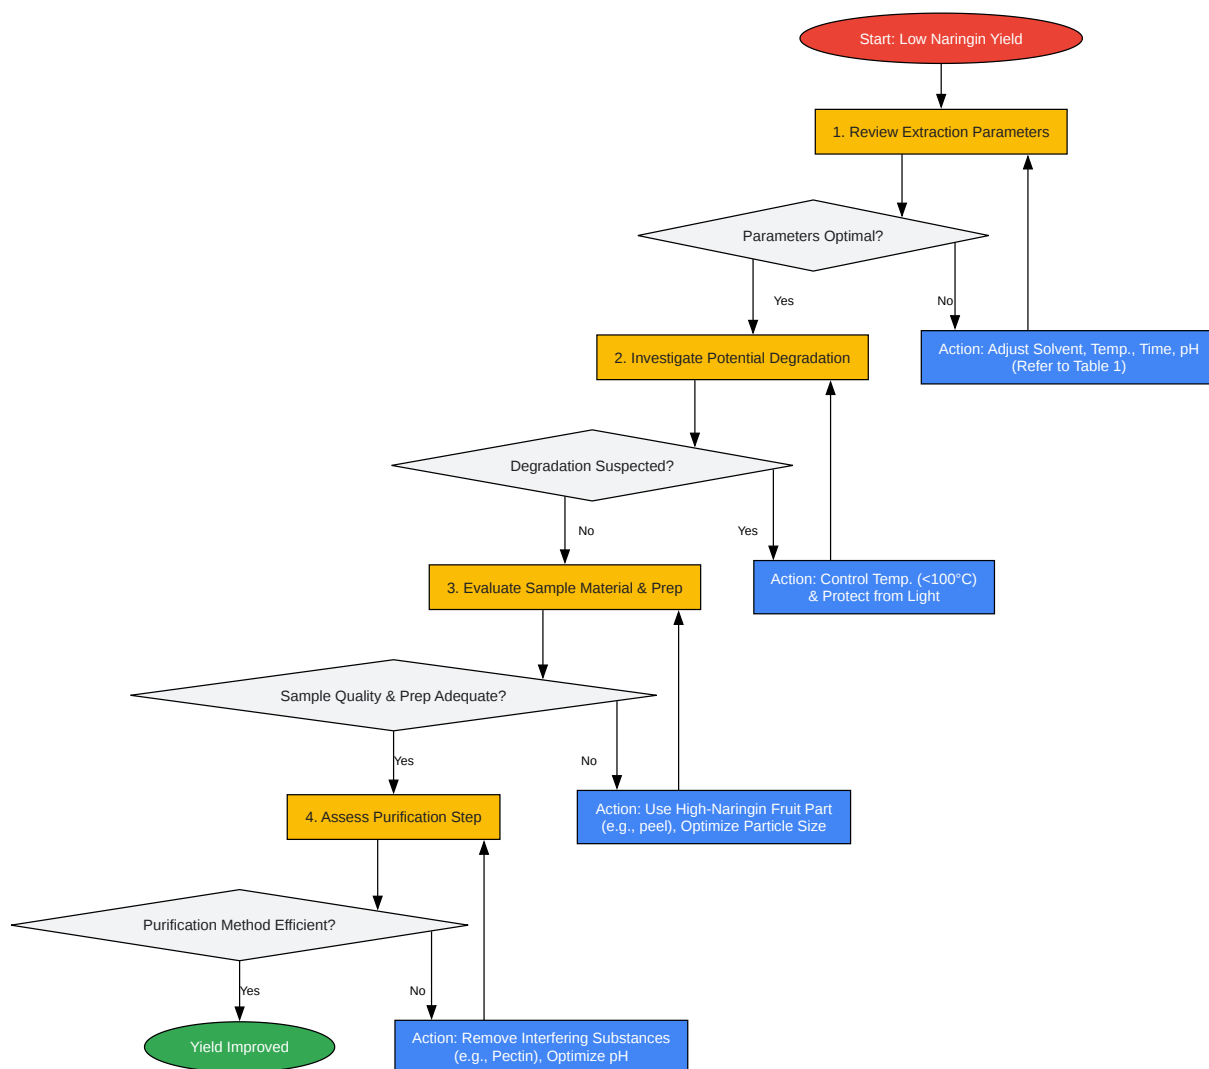 Start: Low Naringin Yield
1. Review Extraction Parameters
Parameters Optimal?
Yes
No
2. Investigate Potential Degradation
Action: Adjust Solvent, Temp., Time, pH
(Refer to Table 1)
Degradation Suspected?
No
Yes
3. Evaluate Sample Material & Prep
Action: Control Temp. (<100°C)
& Protect from Light
Sample Quality & Prep Adequate?
Yes
No
4. Assess Purification Step
Action: Use High-Naringin Fruit Part
(e.g., peel), Optimize Particle Size
Purification Method Efficient?
Yes
No
Yield Improved
Action: Remove Interfering Substances
(e.g., Pectin), Optimize pH